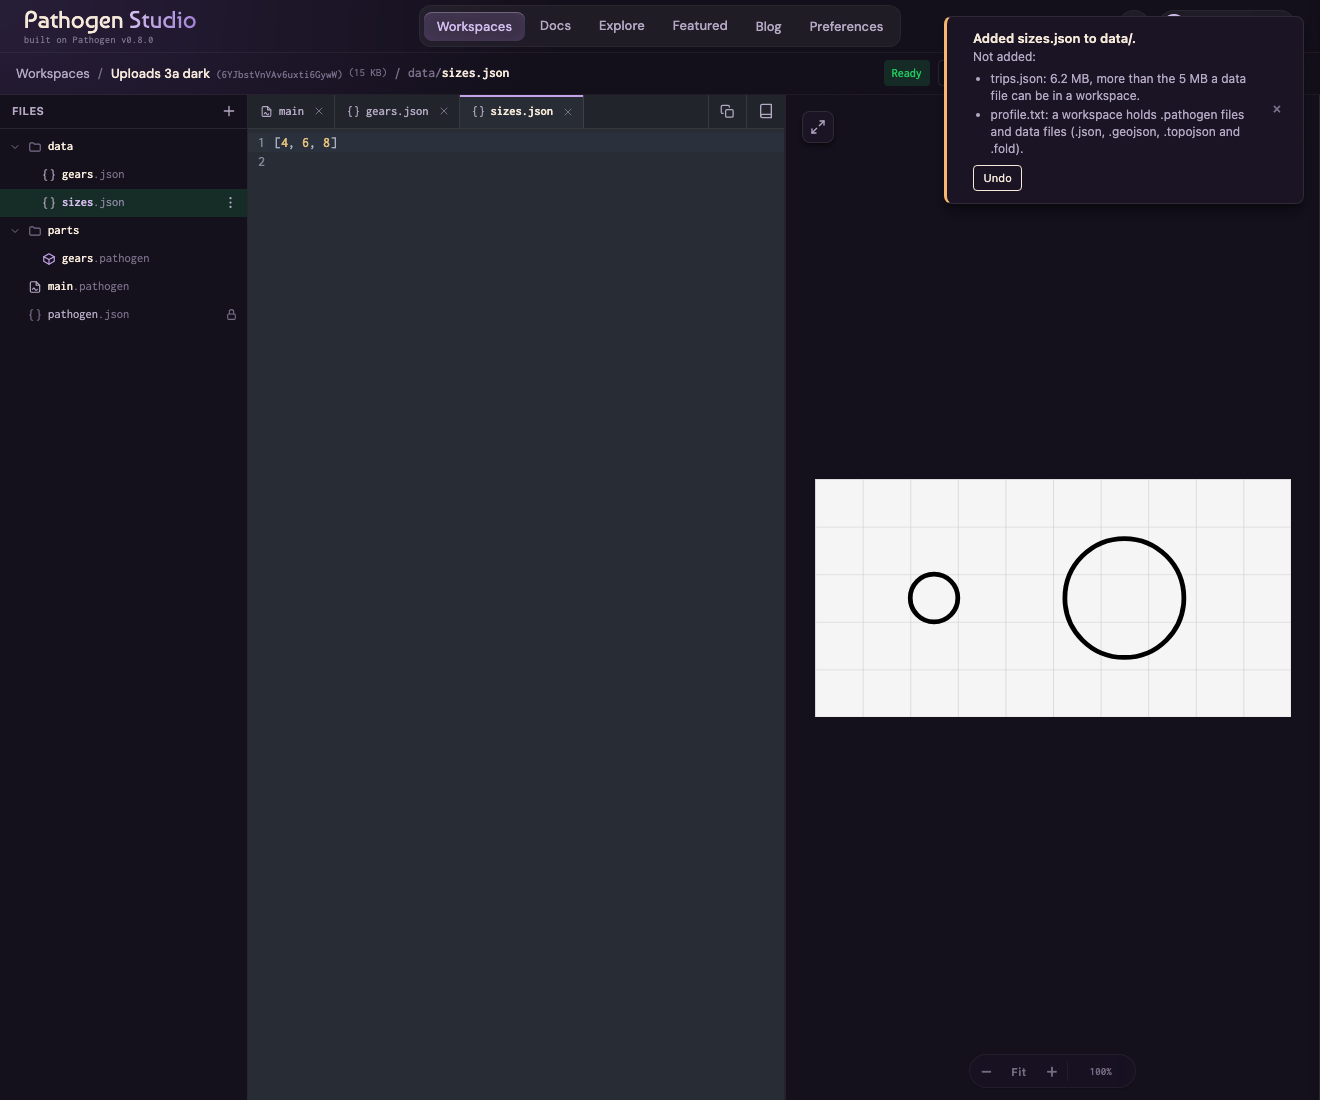 Pathogen Studio
built on Pathogen v0.8.0
Workspaces
Docs
Explore
Featured
Blog
Preferences
Workspaces / Uploads 3a dark (6YJbstVnVAv6uxti6GywW) (15 KB) / data/sizes.json
Ready
Added sizes.json to data/.
Not added:
• trips.json: 6.2 MB, more than the 5 MB a data
file can be in a workspace.
• profile.txt: a workspace holds .pathogen files
and data files (.json, .geojson, .topojson and
.fold).
Undo
FILES
data
{} gears.json
{} sizes.json
parts
gears.pathogen
main.pathogen
{} pathogen.json
main
{} gears.json
{} sizes.json
1 [4, 6, 8]
2
Fit
100%